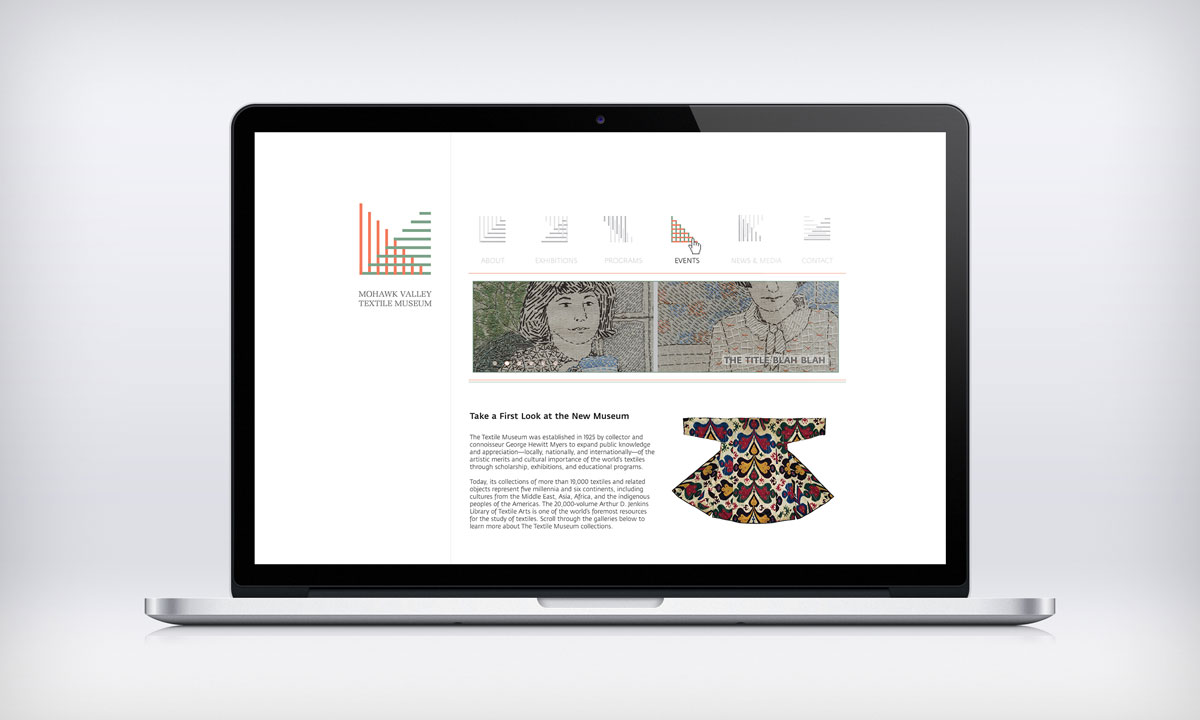 MOHAWK VALLEY
TEXTILE MUSEUM
ABOUT
EXHIBITIONS
PROGRAMS
EVENTS
NEWS & MEDIA
CONTACT
THE TITLE BLAH BLAH
Take a First Look at the New Museum
The Textile Museum was established in 1925 by collector and
connoisseur George Hewitt Myers to expand public knowledge
and appreciation—locally, nationally, and internationally—of the
artistic merits and cultural importance of the world's textiles
through scholarship, exhibitions, and educational programs.
Today, its collections of more than 19,000 textiles and related
objects represent five millennia and six continents, including
cultures from the Middle East, Asia, Africa, and the indigenous
peoples of the Americas. The 20,000-volume Arthur D. Jenkins
Library of Textile Arts is one of the world's foremost resources
for the study of textiles. Scroll through the galleries below to
learn more about The Textile Museum collections.